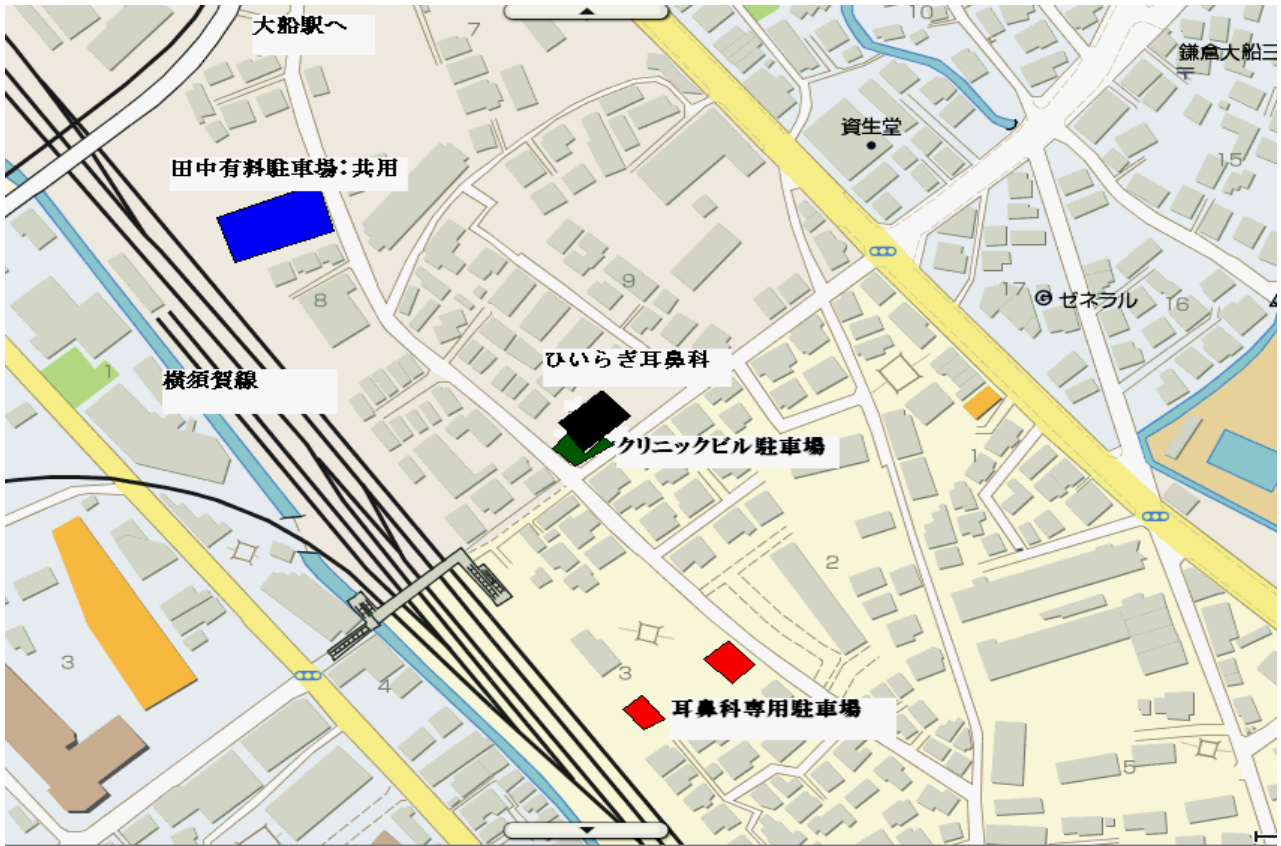 大船駅へ
7
10
鎌倉大船三
〒
資生堂
15
田中有料駐車場:共用
9
8
17
G ゼネラル
16
ひいらぎ耳鼻科
1
横須賀線
クリニックビル駐車場
1
2
3
3
4
耳鼻科専用駐車場
5